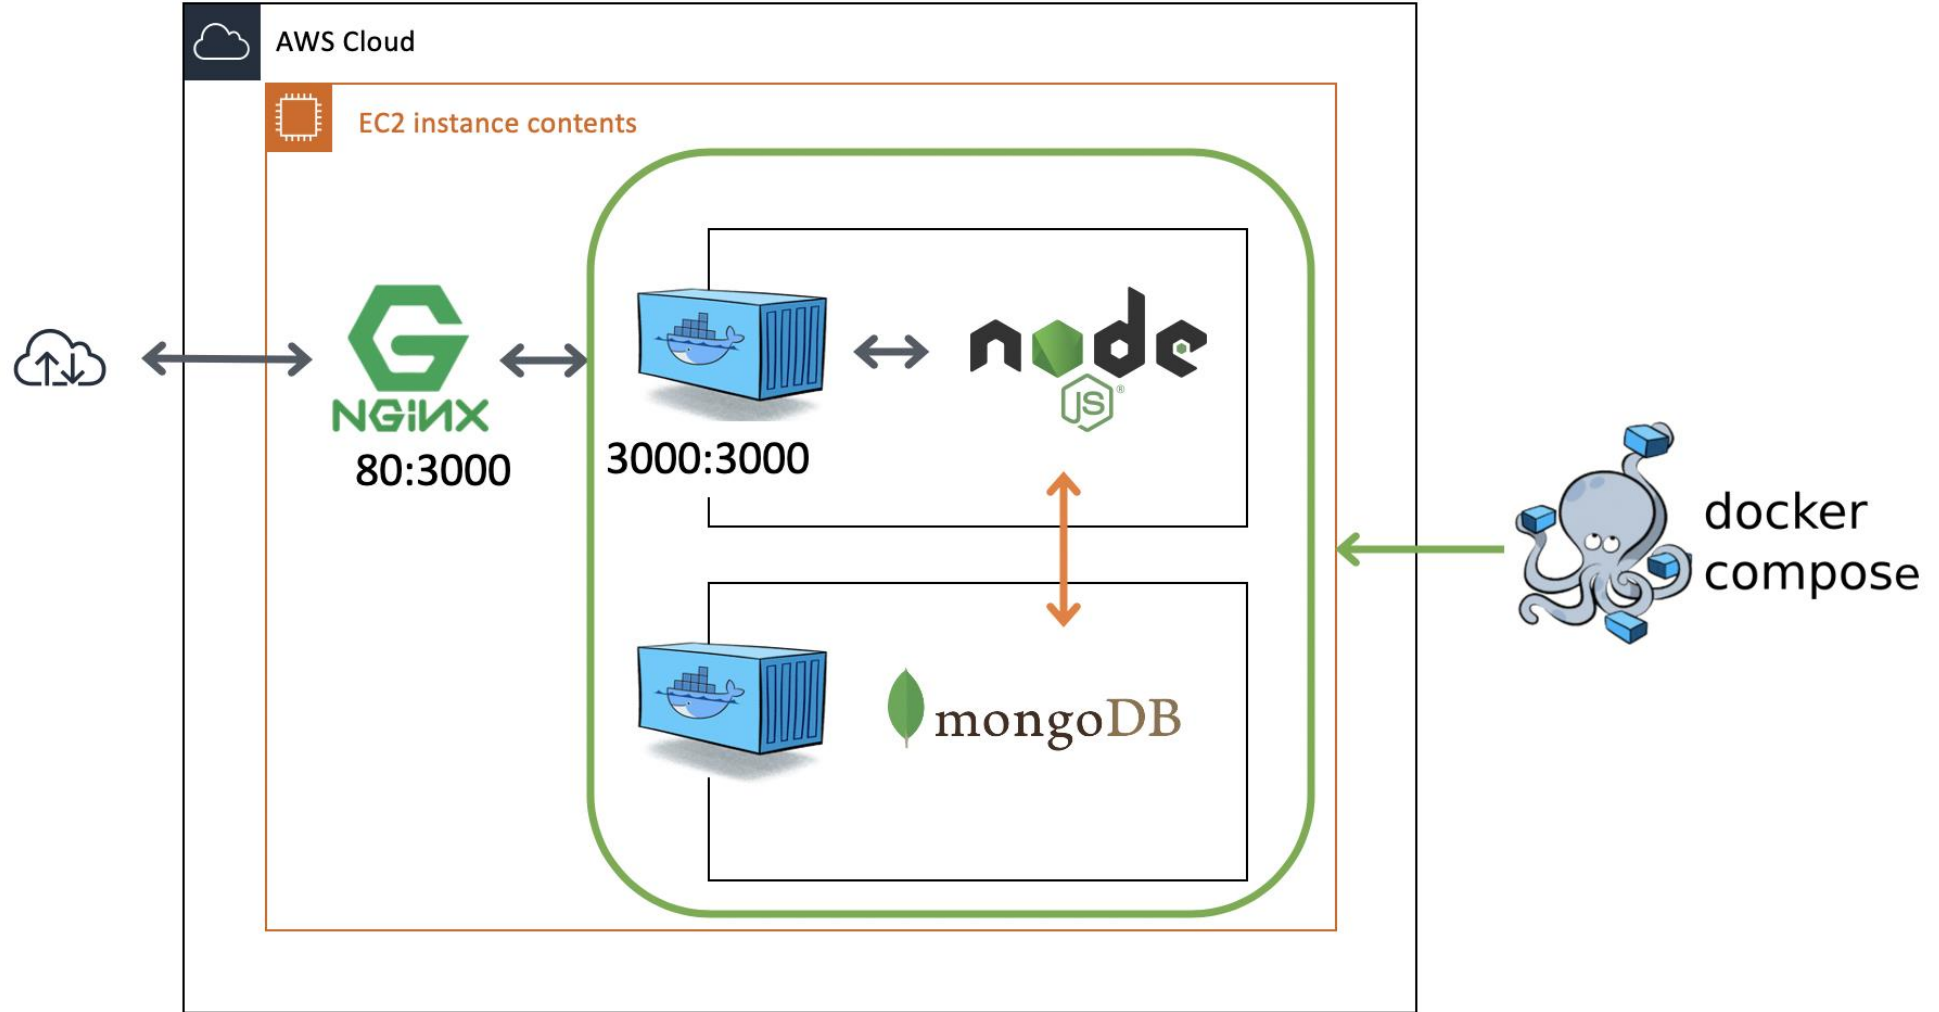 AWS Cloud
EC2 instance contents
NGiNX
80:3000
3000:3000
node
JS®
mongoDB
docker
compose